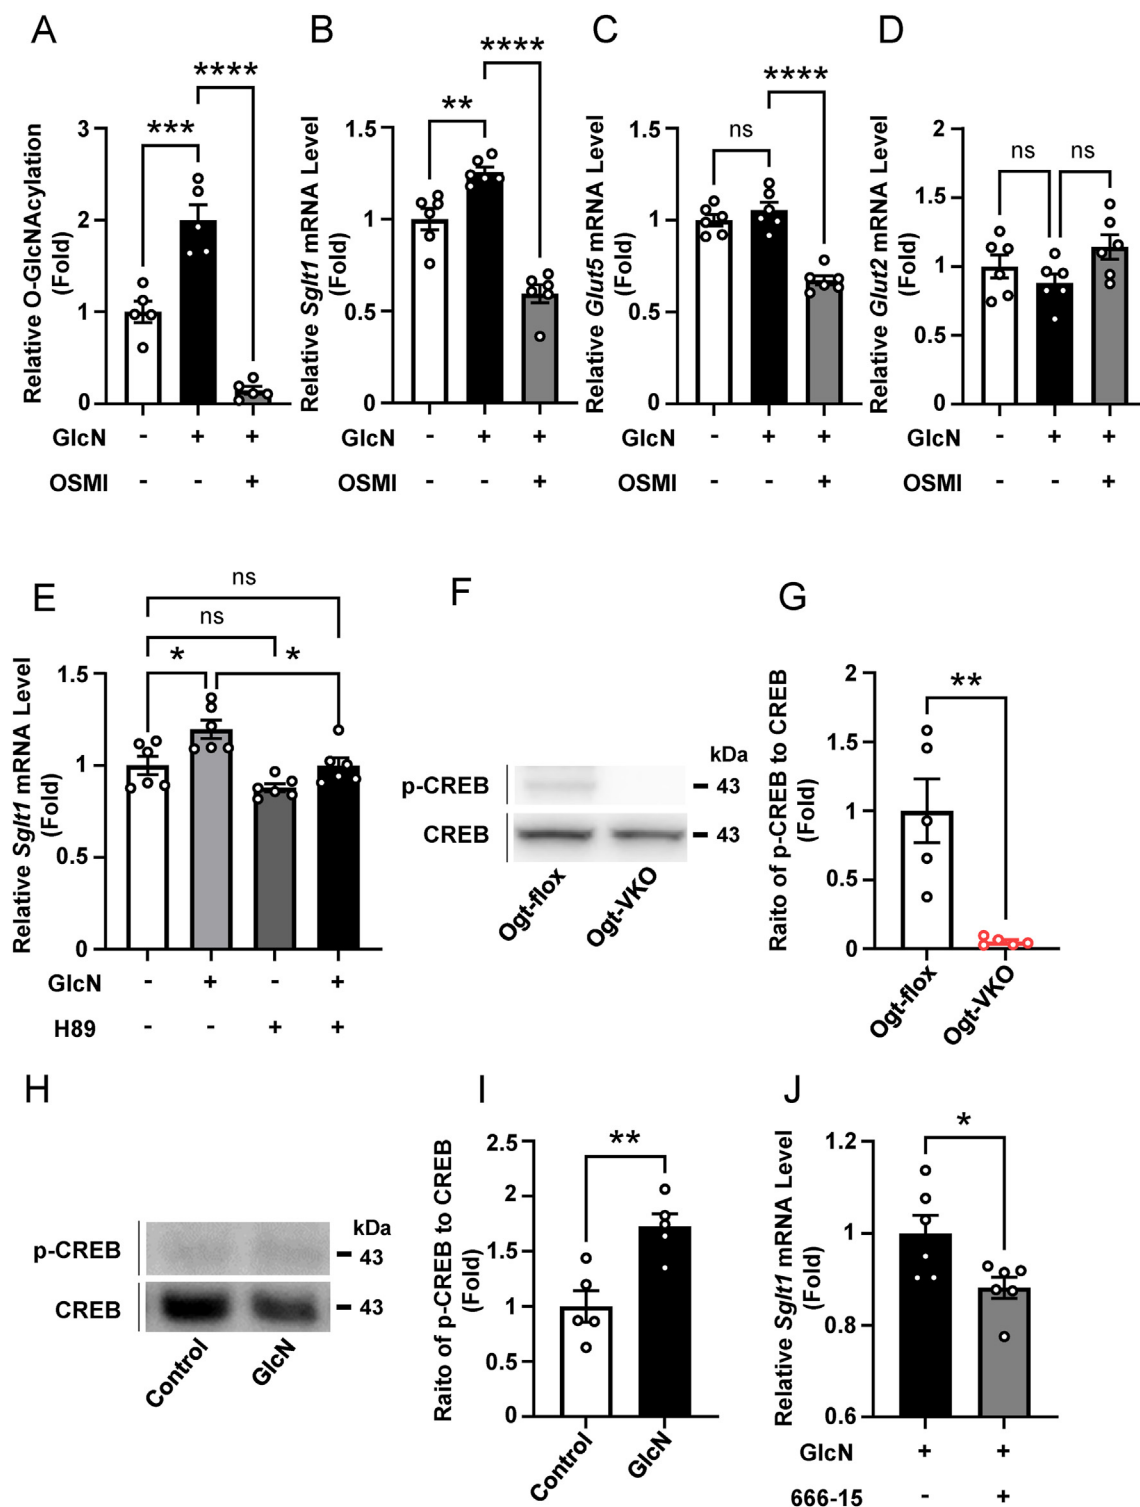 A
Relative O-GlcNAcylation
(Fold)
3
2
1
0
***
****
GlcN - + +
OSMI - - +
B
Relative Sglt1 mRNA Level
(Fold)
1.5
1
0.5
0
**
****
GlcN - + +
OSMI - - +
C
Relative Glut5 mRNA Level
(Fold)
1.5
1
0.5
0
ns
****
GlcN - + +
OSMI - - +
D
Relative Glut2 mRNA Level
(Fold)
2
1.5
1
0.5
0
ns
ns
GlcN - + +
OSMI - - +
E
Relative Sglt1 mRNA Level
(Fold)
1.5
1
0.5
0
ns
ns
*
*
GlcN - + - +
H89 - - + +
F
kDa
p-CREB 43
CREB 43
Ogt-flox
Ogt-VKO
G
Raito of p-CREB to CREB
(Fold)
2
1.5
1
0.5
0
**
Ogt-flox
Ogt-VKO
H
kDa
p-CREB 43
CREB 43
Control
GlcN
I
Raito of p-CREB to CREB
(Fold)
2.5
2
1.5
1
0.5
0
**
Control
GlcN
J
Relative Sglt1 mRNA Level
(Fold)
1.2
1
0.8
0.6
*
GlcN + +
666-15 - +